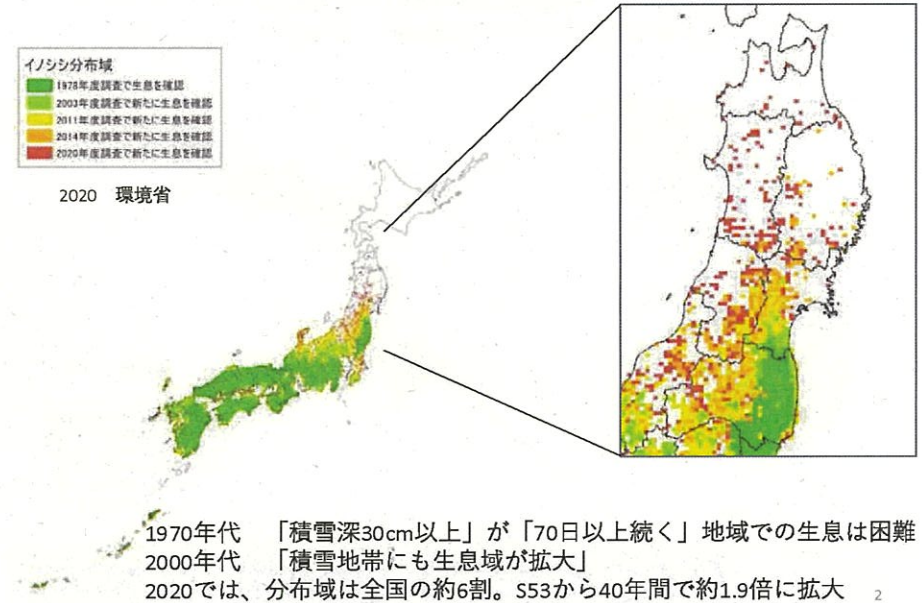 イノシシ分布域
1978年度調査で生息を確認
2003年度調査で新たに生息を確認
2011年度調査で新たに生息を確認
2014年度調査で新たに生息を確認
2020年度調査で新たに生息を確認
2020 環境省
1970年代 「積雪深30cm以上」が「70日以上続く」地域での生息は困難
2000年代 「積雪地帯にも生息域が拡大」
2020では、分布域は全国の約6割。S53から40年間で約1.9倍に拡大
2